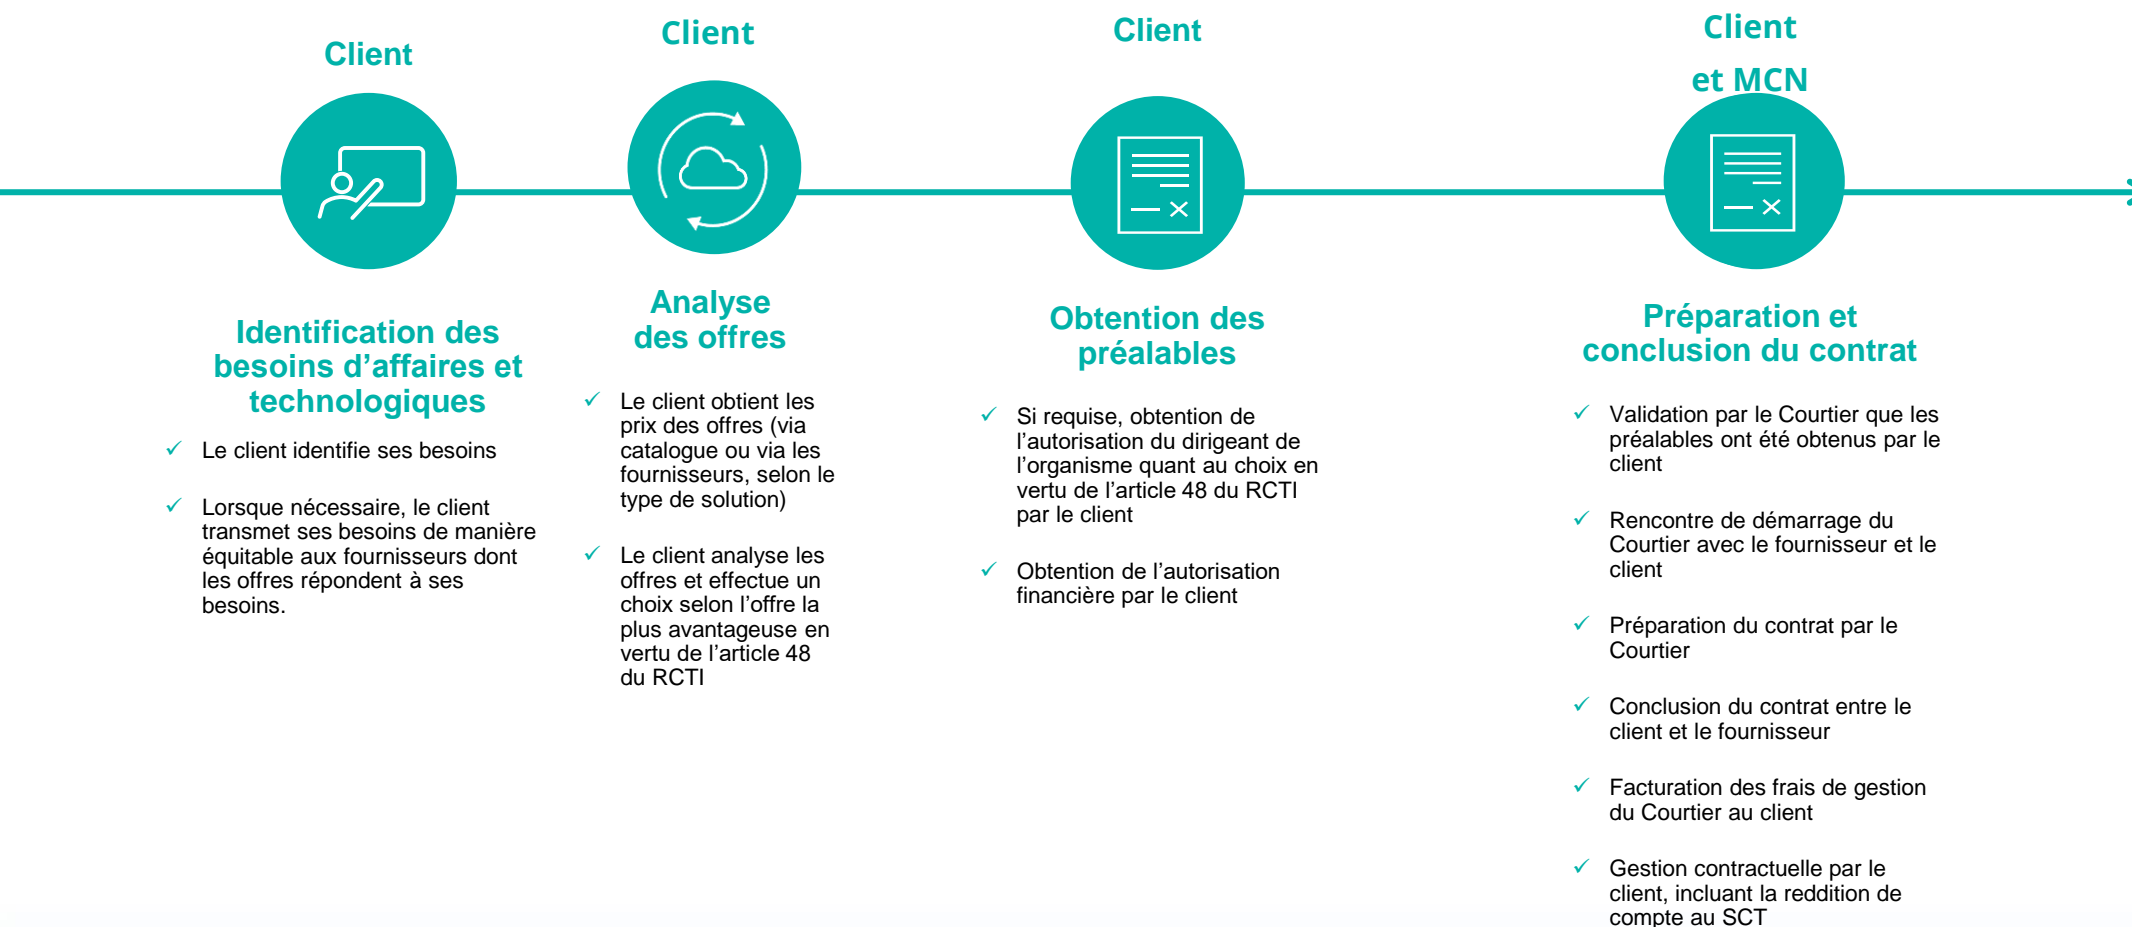 Client
Identification des
besoins d’affaires et
technologiques
✓ Le client identifie ses besoins
✓ Lorsque nécessaire, le client
transmet ses besoins de manière
équitable aux fournisseurs dont
les offres répondent à ses
besoins.
Client
Analyse
des offres
✓ Le client obtient les
prix des offres (via
catalogue ou via les
fournisseurs, selon le
type de solution)
✓ Le client analyse les
offres et effectue un
choix selon l’offre la
plus avantageuse en
vertu de l’article 48
du RCTI
Client
Obtention des
préalables
✓ Si requise, obtention de
l’autorisation du dirigeant de
l’organisme quant au choix en
vertu de l’article 48 du RCTI
par le client
✓ Obtention de l’autorisation
financière par le client
Client
et MCN
Préparation et
conclusion du contrat
✓ Validation par le Courtier que les
préalables ont été obtenus par le
client
✓ Rencontre de démarrage du
Courtier avec le fournisseur et le
client
✓ Préparation du contrat par le
Courtier
✓ Conclusion du contrat entre le
client et le fournisseur
✓ Facturation des frais de gestion
du Courtier au client
✓ Gestion contractuelle par le
client, incluant la reddition de
compte au SCT